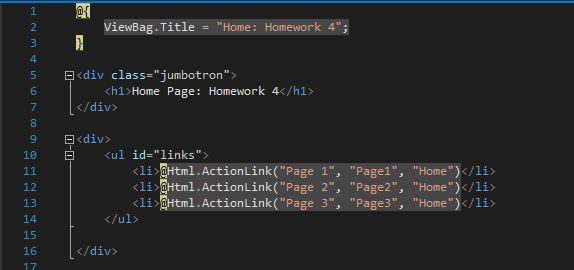 1 @{
2 ViewBag.Title = "Home: Homework 4";
3 }
4
5 <div class="jumbotron">
6 <h1>Home Page: Homework 4</h1>
7 </div>
8
9 <div>
10 <ul id="links">
11 <li>@Html.ActionLink("Page 1", "Page1", "Home")</li>
12 <li>@Html.ActionLink("Page 2", "Page2", "Home")</li>
13 <li>@Html.ActionLink("Page 3", "Page3", "Home")</li>
14 </ul>
15
16 </div>
17